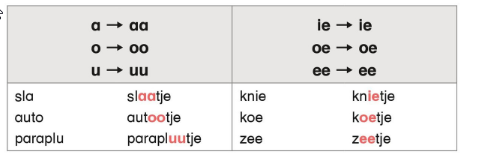 a → aa ie → ie
o → oo oe → oe
u → uu ee → ee
sla slaatje knie knietje
auto autootje koe koetje
paraplu parapluutje zee zeetje